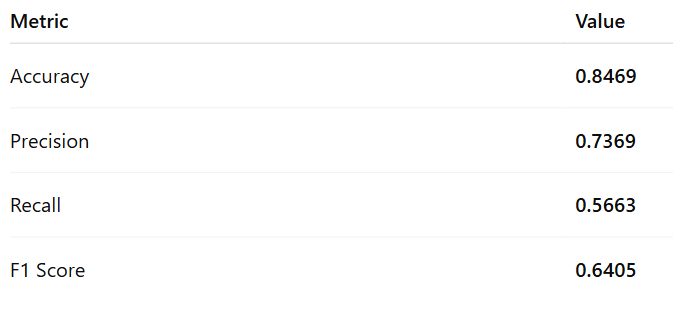 Metric Value
Accuracy 0.8469
Precision 0.7369
Recall 0.5663
F1 Score 0.6405